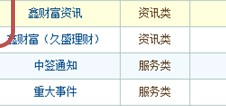 鑫财富资讯 资讯类
鑫财富（久盛理财） 资讯类
中签通知 服务类
重大事件 服务类